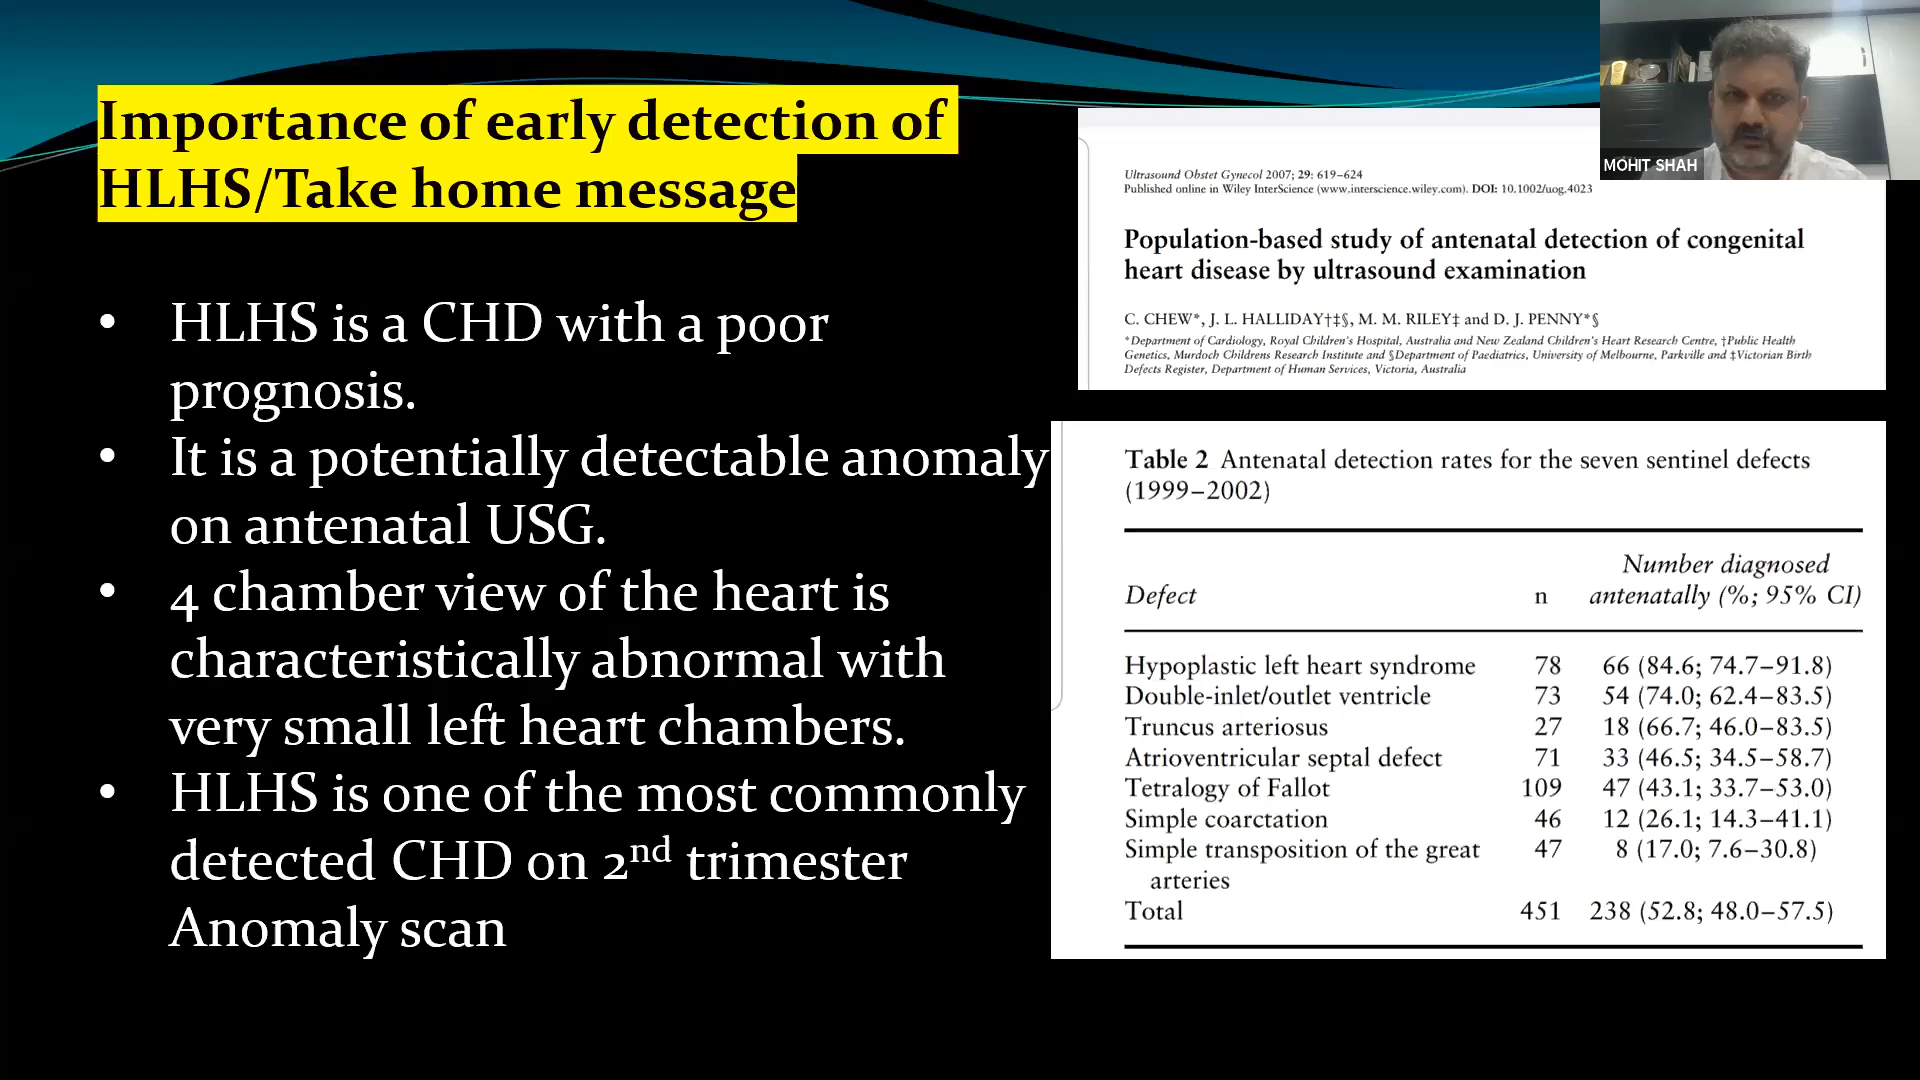 Importance of early detection of
HLHS/Take home message
• HLHS is a CHD with a poor
prognosis.
• It is a potentially detectable anomaly
on antenatal USG.
• 4 chamber view of the heart is
characteristically abnormal with
very small left heart chambers.
• HLHS is one of the most commonly
detected CHD on 2nd trimester
Anomaly scan
MOHIT SHAH
Ultrasound Obstet Gynecol 2007; 29: 619–624
Published online in Wiley InterScience (www.interscience.wiley.com). DOI: 10.1002/uog.4023
Population-based study of antenatal detection of congenital
heart disease by ultrasound examination
C. CHEW*, J. L. HALLIDAY†‡§, M. M. RILEY‡ and D. J. PENNY*§
*Department of Cardiology, Royal Children's Hospital, Australia and New Zealand Children's Heart Research Centre, †Public Health
Genetics, Murdoch Childrens Research Institute and §Department of Paediatrics, University of Melbourne, Parkville and ‡Victorian Birth
Defects Register, Department of Human Services, Victoria, Australia
Table 2 Antenatal detection rates for the seven sentinel defects
(1999–2002)
Number diagnosed
Defect n antenatally (%; 95% CI)
Hypoplastic left heart syndrome 78 66 (84.6; 74.7–91.8)
Double-inlet/outlet ventricle 73 54 (74.0; 62.4–83.5)
Truncus arteriosus 27 18 (66.7; 46.0–83.5)
Atrioventricular septal defect 71 33 (46.5; 34.5–58.7)
Tetralogy of Fallot 109 47 (43.1; 33.7–53.0)
Simple coarctation 46 12 (26.1; 14.3–41.1)
Simple transposition of the great 47 8 (17.0; 7.6–30.8)
arteries
Total 451 238 (52.8; 48.0–57.5)